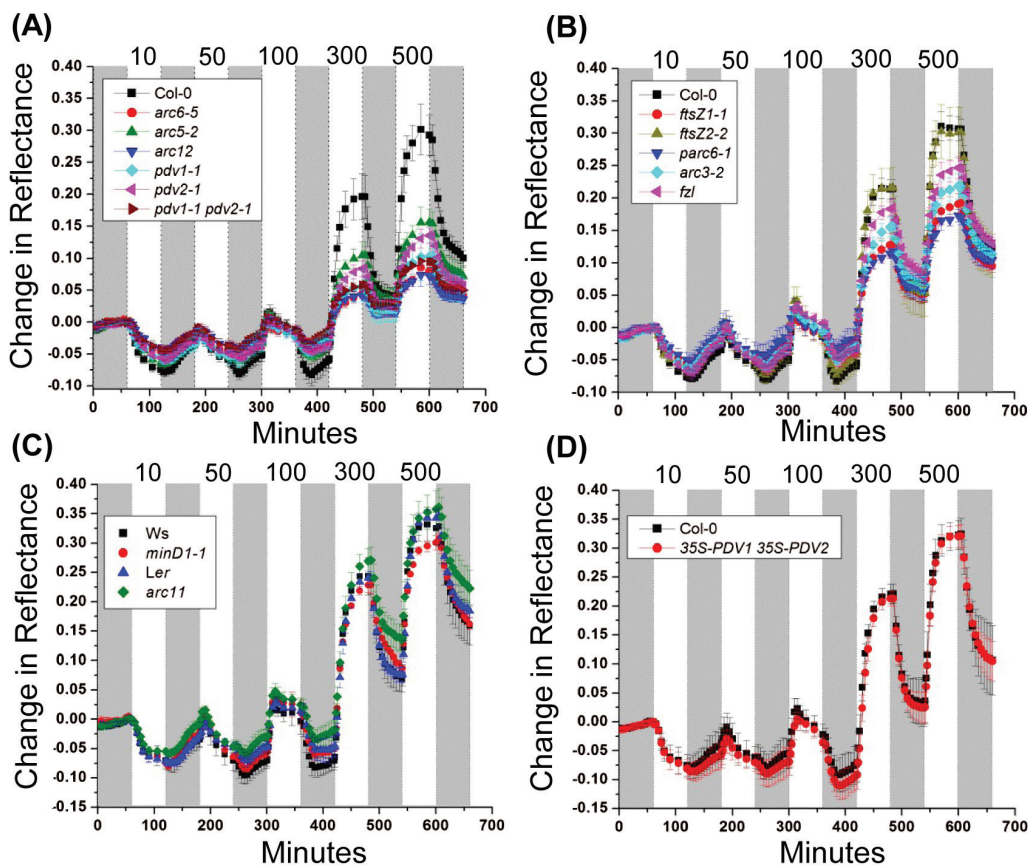 (A)
10 50 100 300 500
0.40
0.35
0.30
0.25
0.20
0.15
0.10
0.05
0.00
-0.05
-0.10
Change in Reflectance
Col-0
arc6-5
arc5-2
arc12
pdv1-1
pdv2-1
pdv1-1 pdv2-1
0 100 200 300 400 500 600 700
Minutes
(B)
10 50 100 300 500
0.40
0.35
0.30
0.25
0.20
0.15
0.10
0.05
0.00
-0.05
-0.10
Change in Reflectance
Col-0
ftsZ1-1
ftsZ2-2
parc6-1
arc3-2
fzl
0 100 200 300 400 500 600 700
Minutes
(C)
10 50 100 300 500
0.40
0.35
0.30
0.25
0.20
0.15
0.10
0.05
0.00
-0.05
-0.10
-0.15
Change in Reflectance
Ws
minD1-1
Ler
arc11
0 100 200 300 400 500 600 700
Minutes
(D)
10 50 100 300 500
0.40
0.35
0.30
0.25
0.20
0.15
0.10
0.05
0.00
-0.05
-0.10
-0.15
Change in Reflectance
Col-0
35S-PDV1 35S-PDV2
0 100 200 300 400 500 600 700
Minutes